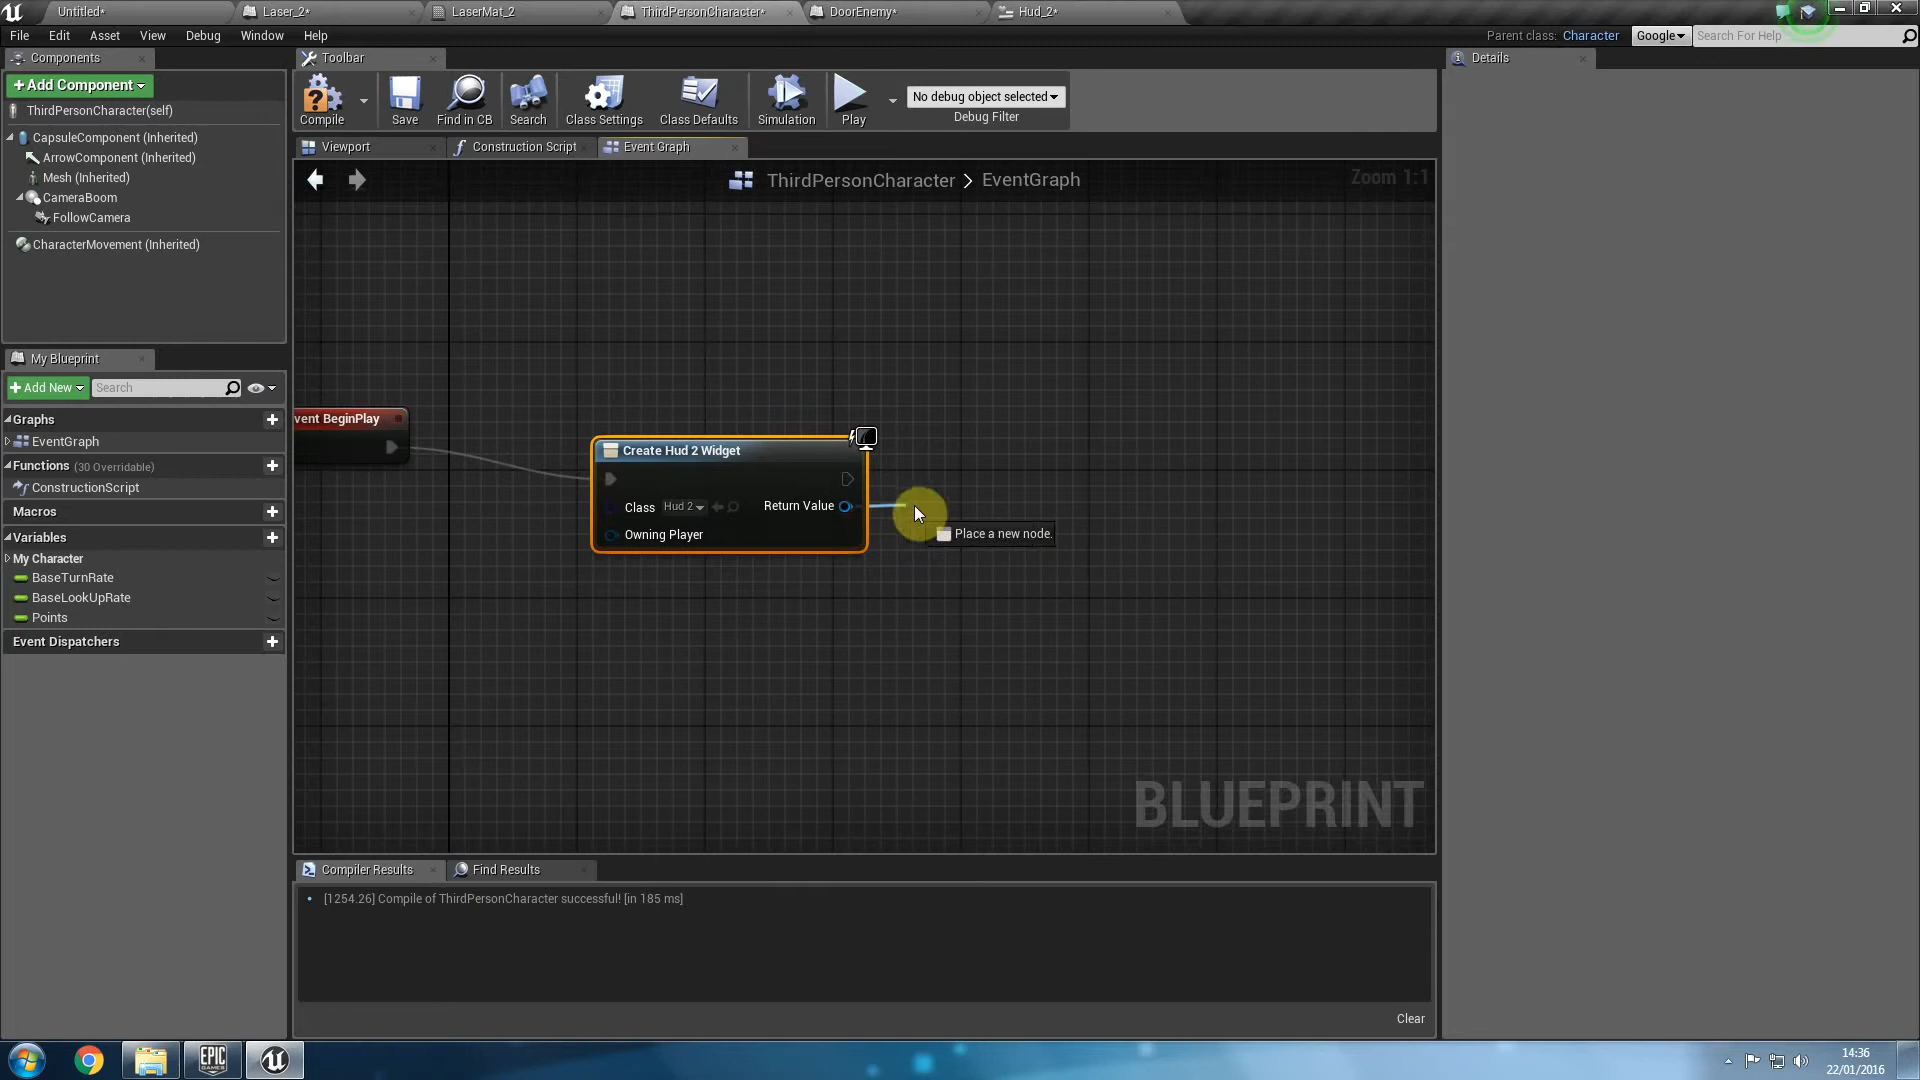 Untitled*
Laser_2*
LaserMat_2
ThirdPersonCharacter*
DoorEnemy*
Hud_2*
File Edit Asset View Debug Window Help
Parent class: Character
Google
Search For Help
Components
Toolbar
Details
+ Add Component
ThirdPersonCharacter(self)
CapsuleComponent (Inherited)
ArrowComponent (Inherited)
Mesh (Inherited)
CameraBoom
FollowCamera
CharacterMovement (Inherited)
Compile
Save
Find in CB
Search
Class Settings
Class Defaults
Simulation
Play
No debug object selected
Debug Filter
Viewport
Construction Script
Event Graph
ThirdPersonCharacter > EventGraph
Zoom 1:1
My Blueprint
+ Add New
Search
Graphs
EventGraph
Functions (30 Overridable)
ConstructionScript
Macros
Variables
My Character
BaseTurnRate
BaseLookUpRate
Points
Event Dispatchers
vent BeginPlay
Create Hud 2 Widget
Class Hud 2
Return Value
Owning Player
Place a new node.
BLUEPRINT
Compiler Results
Find Results
[1254.26] Compile of ThirdPersonCharacter successful! [in 185 ms]
Clear
EPIC
GAMES
14:36
22/01/2016